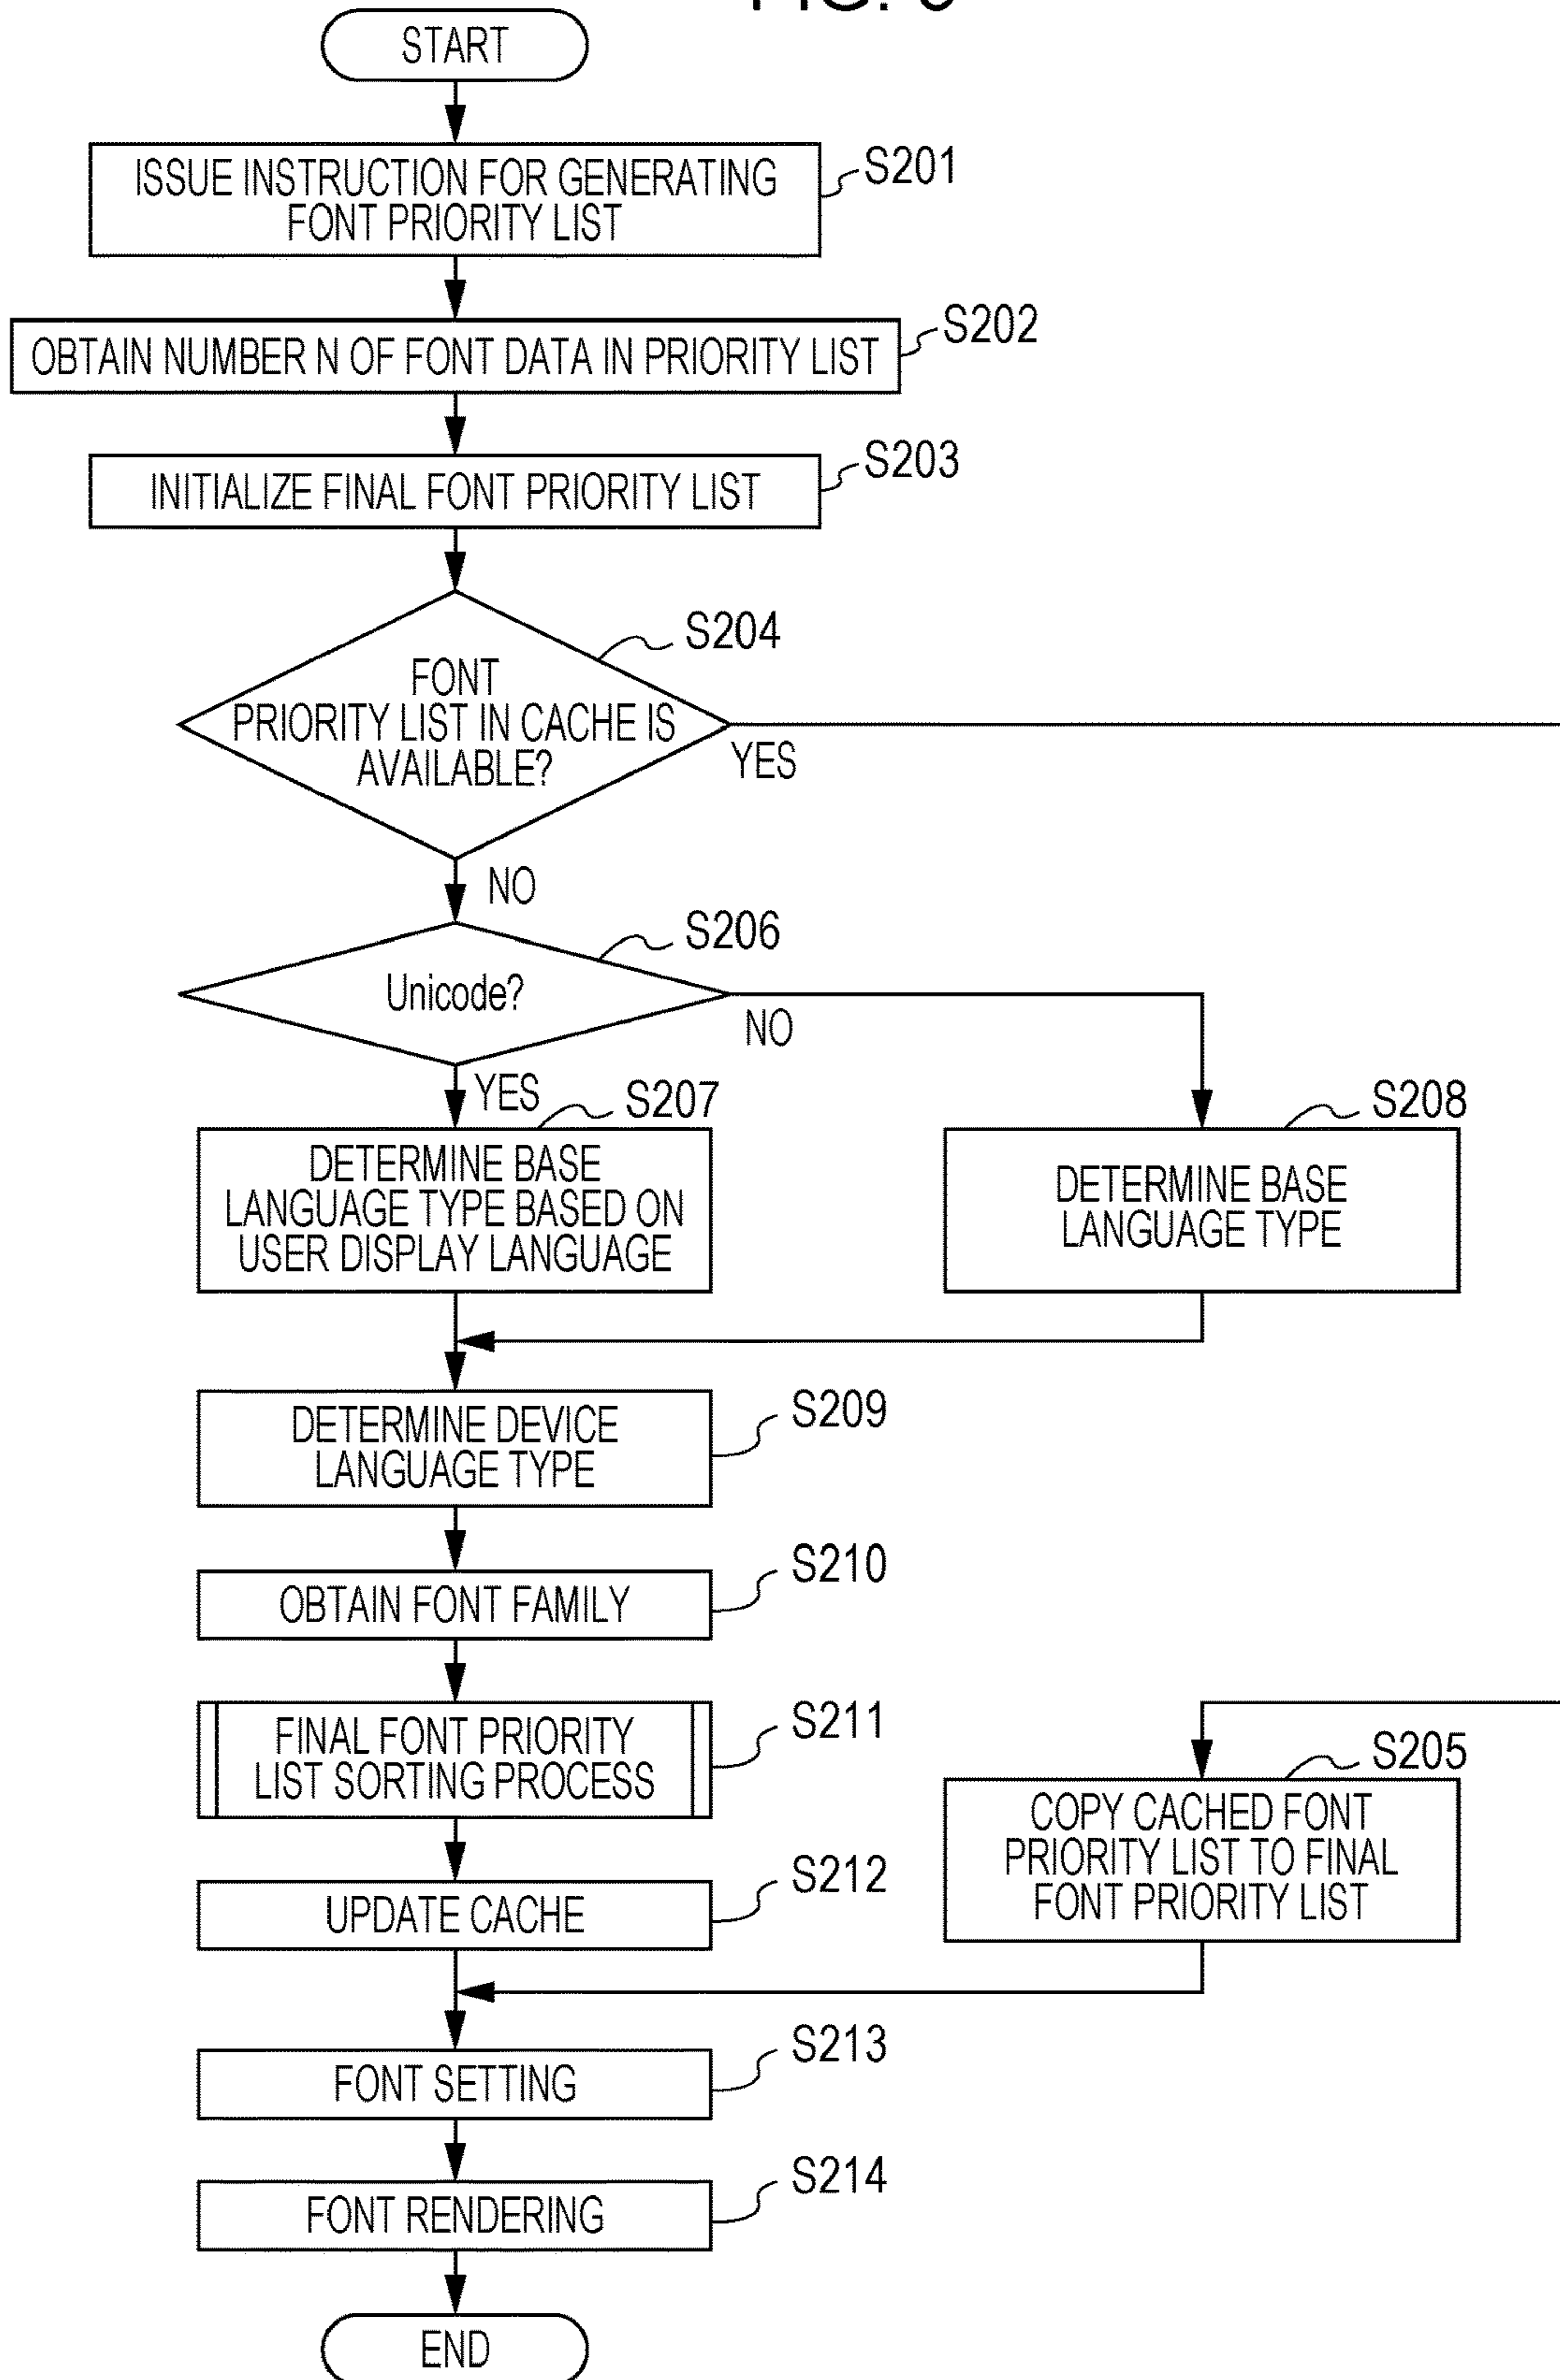 START
ISSUE INSTRUCTION FOR GENERATING
FONT PRIORITY LIST
S201
OBTAIN NUMBER N OF FONT DATA IN PRIORITY LIST
S202
INITIALIZE FINAL FONT PRIORITY LIST
S203
FONT
PRIORITY LIST IN CACHE IS
AVAILABLE?
S204
YES
NO
Unicode?
S206
NO
YES
S207
DETERMINE BASE
LANGUAGE TYPE BASED ON
USER DISPLAY LANGUAGE
S208
DETERMINE BASE
LANGUAGE TYPE
DETERMINE DEVICE
LANGUAGE TYPE
S209
OBTAIN FONT FAMILY
S210
FINAL FONT PRIORITY
LIST SORTING PROCESS
S211
S205
COPY CACHED FONT
PRIORITY LIST TO FINAL
FONT PRIORITY LIST
UPDATE CACHE
S212
FONT SETTING
S213
FONT RENDERING
S214
END